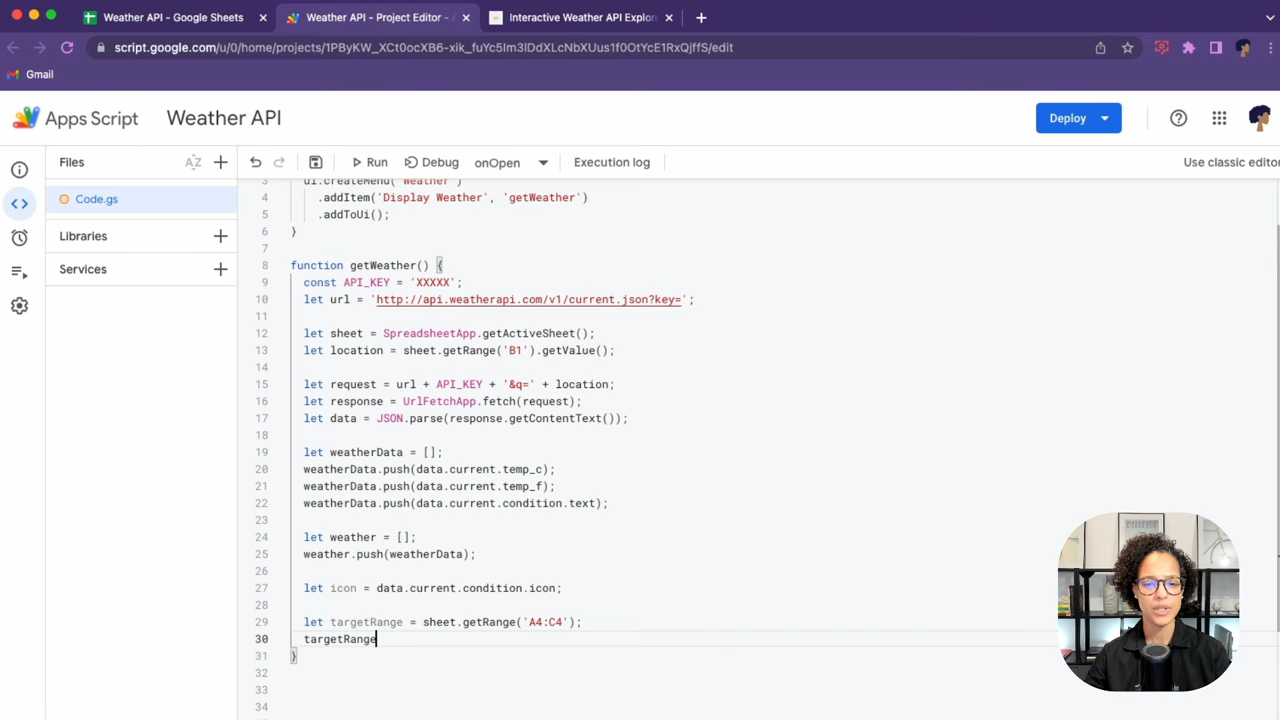 Weather API - Google Sheets
Weather API - Project Editor - A
Interactive Weather API Explor
script.google.com/u/0/home/projects/1PByKW_XCt0ocXB6-xik_fuYc5Im3lDdXLcNbXUus1f0OtYcE1RxQjffS/edit
Gmail
Apps Script
Weather API
Deploy
Files
AZ
Run
Debug
onOpen
Execution log
Use classic editor
Code.gs
Libraries
Services
3 ui.createMenu('Weather')
4 .addItem('Display Weather', 'getWeather')
5 .addToUi();
6 }
7
8 function getWeather() {
9 const API_KEY = 'XXXXX';
10 let url = 'http://api.weatherapi.com/v1/current.json?key=';
11
12 let sheet = SpreadsheetApp.getActiveSheet();
13 let location = sheet.getRange('B1').getValue();
14
15 let request = url + API_KEY + '&q=' + location;
16 let response = UrlFetchApp.fetch(request);
17 let data = JSON.parse(response.getContentText());
18
19 let weatherData = [];
20 weatherData.push(data.current.temp_c);
21 weatherData.push(data.current.temp_f);
22 weatherData.push(data.current.condition.text);
23
24 let weather = [];
25 weather.push(weatherData);
26
27 let icon = data.current.condition.icon;
28
29 let targetRange = sheet.getRange('A4:C4');
30 targetRange
31 }
32
33
34